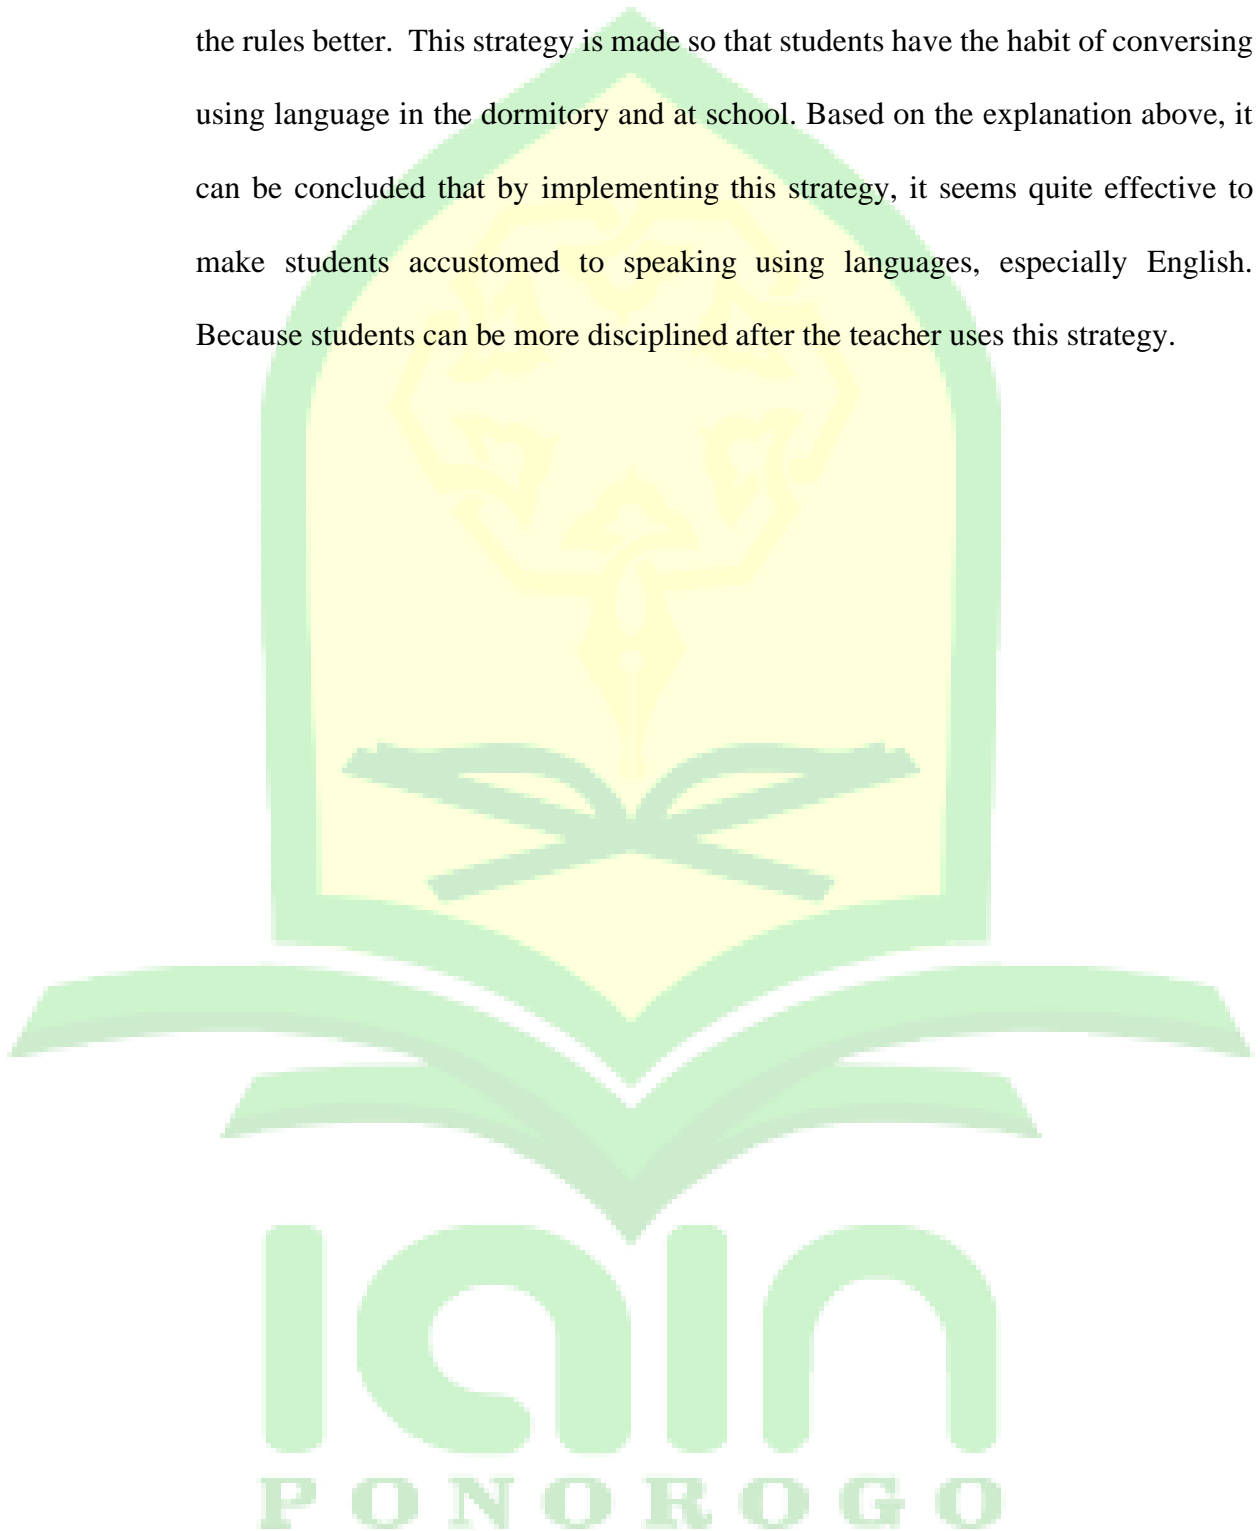 the rules better.  This strategy is made so that students have the habit of conversing
using language in the dormitory and at school. Based on the explanation above, it
can be concluded that by implementing this strategy, it seems quite effective to
make students accustomed to speaking using languages, especially English.
Because students can be more disciplined after the teacher uses this strategy.
iain
PONOROGO